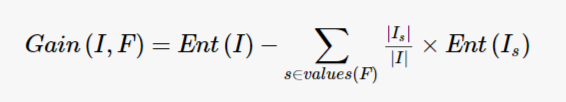 Gain (I, F) = Ent (I) − ∑_{s∈values(F)} |I_s|/|I| × Ent (I_s)